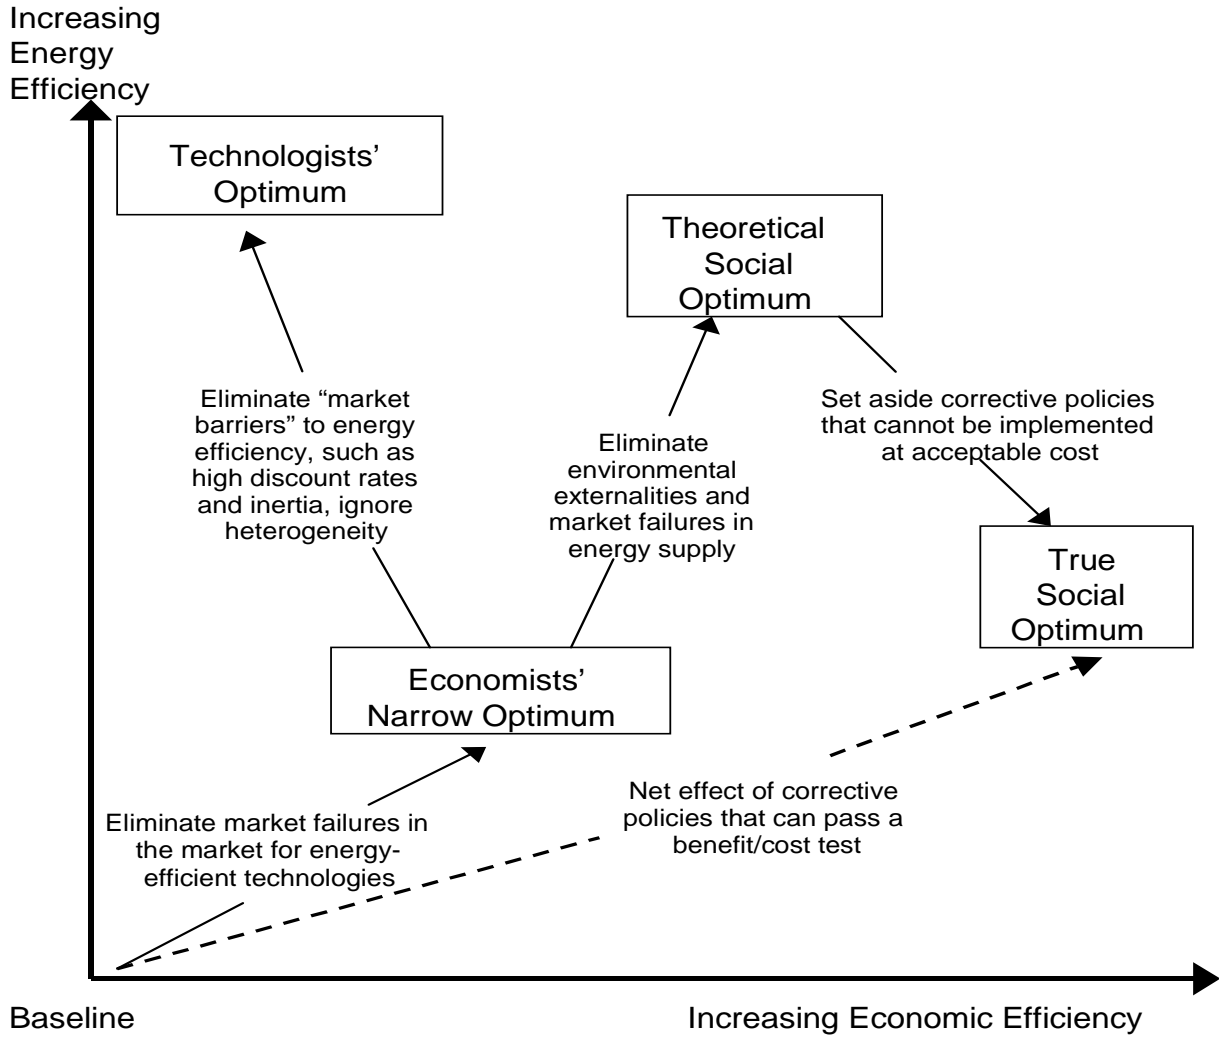 Increasing
Energy
Efficiency
Technologists’
Optimum
Theoretical
Social
Optimum
Eliminate “market
barriers” to energy
efficiency, such as
high discount rates
and inertia, ignore
heterogeneity
Eliminate
environmental
externalities and
market failures in
energy supply
Set aside corrective policies
that cannot be implemented
at acceptable cost
True
Social
Optimum
Economists’
Narrow Optimum
Eliminate market failures in
the market for energy-
efficient technologies
Net effect of corrective
policies that can pass a
benefit/cost test
Baseline
Increasing Economic Efficiency